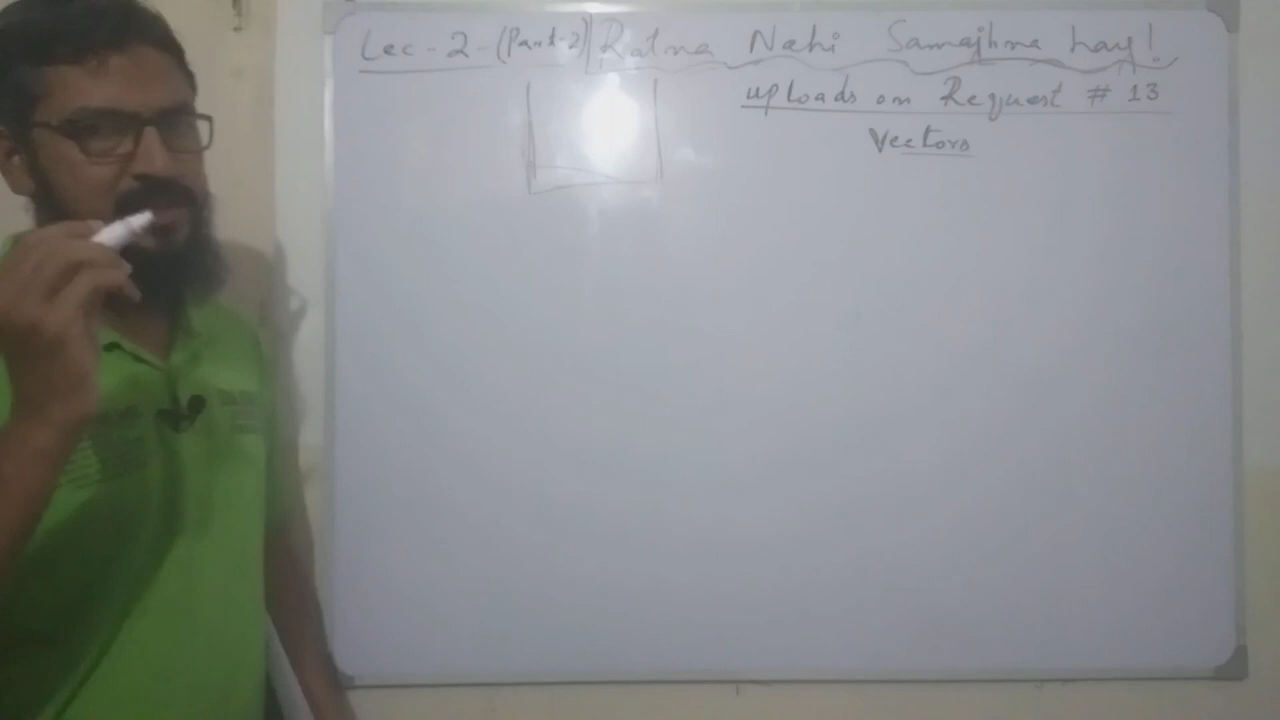 Lec - 2 - (Part-2) Ratna Nahi Samajhna hay!
uploads on Request # 13
Vectors